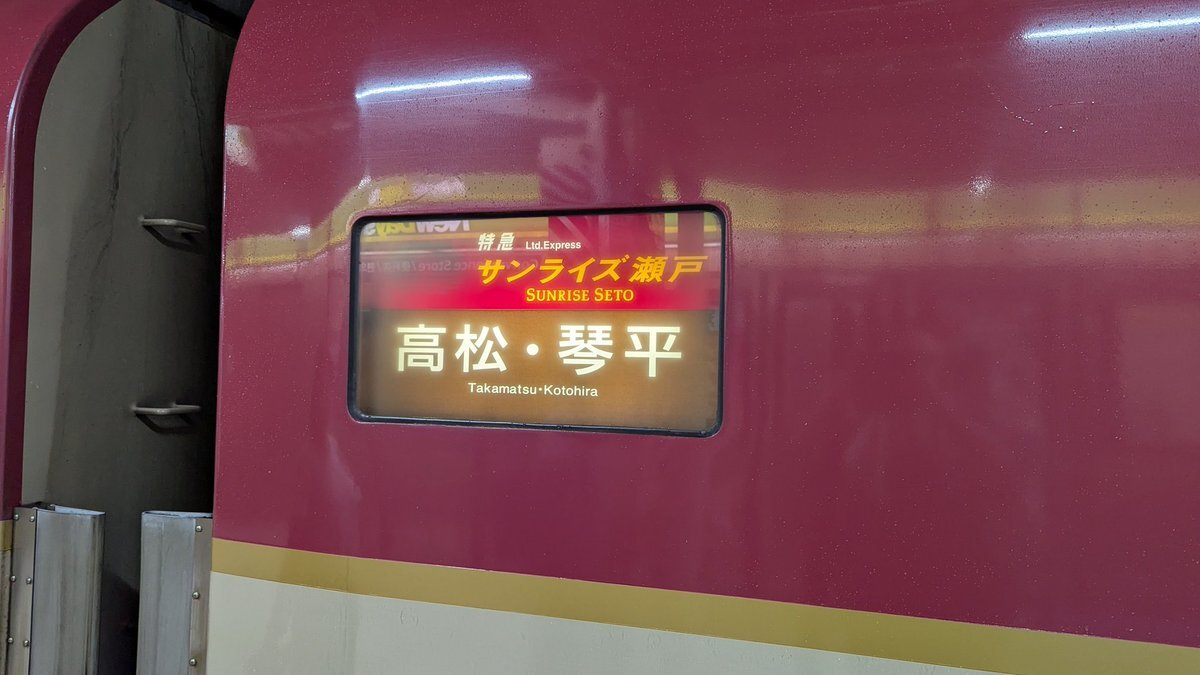 特急 Ltd.Express
サンライズ瀬戸
SUNRISE SETO
高松・琴平
Takamatsu・Kotohira